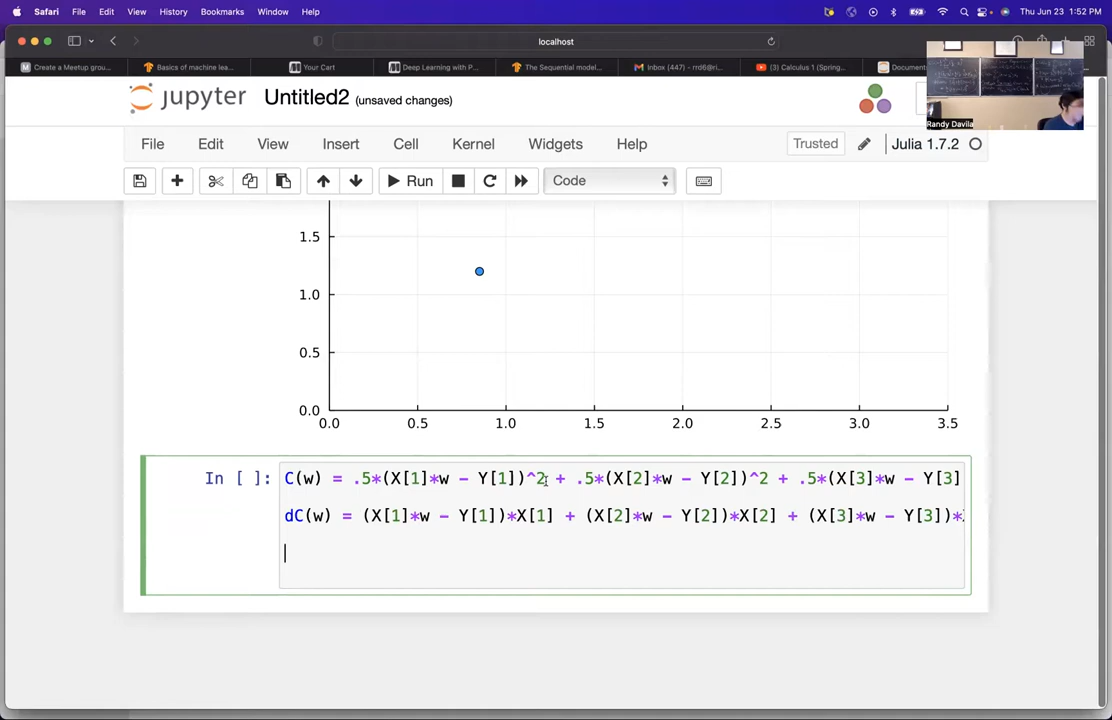 Safari File Edit View History Bookmarks Window Help Thu Jun 23 1:52 PM
localhost
Create a Meetup grou... Basics of machine lea... Your Cart Deep Learning with P... The Sequential model... Inbox (447) – rrd6@ri... (3) Calculus 1 (Spring... Document
jupyter Untitled2 (unsaved changes)
Randy Davila
File Edit View Insert Cell Kernel Widgets Help Trusted Julia 1.7.2
Run Code
1.5
1.0
0.5
0.0
0.0 0.5 1.0 1.5 2.0 2.5 3.0 3.5
In [ ]: C(w) = .5*(X[1]*w - Y[1])^2 + .5*(X[2]*w - Y[2])^2 + .5*(X[3]*w - Y[3]
dC(w) = (X[1]*w - Y[1])*X[1] + (X[2]*w - Y[2])*X[2] + (X[3]*w - Y[3])*